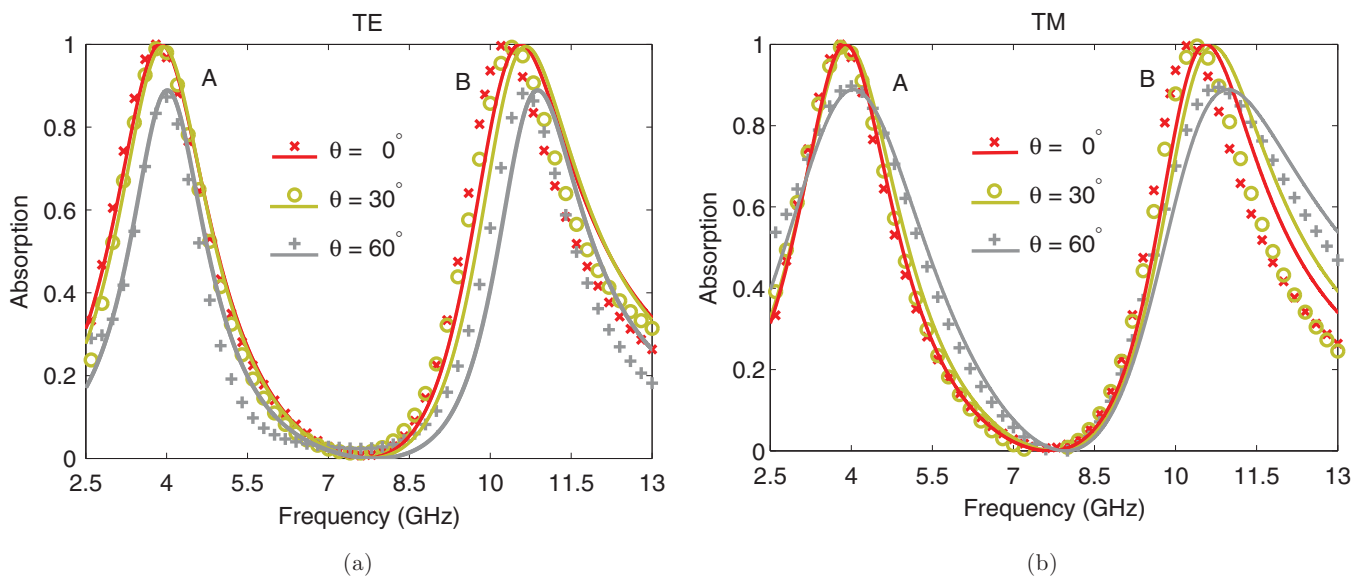 TE
1
0.8
0.6
0.4
0.2
0
Absorption
A
B
θ = 0°
θ = 30°
θ = 60°
2.5 4 5.5 7 8.5 10 11.5 13
Frequency (GHz)
(a)
TM
1
0.8
0.6
0.4
0.2
0
Absorption
A
B
θ = 0°
θ = 30°
θ = 60°
2.5 4 5.5 7 8.5 10 11.5 13
Frequency (GHz)
(b)